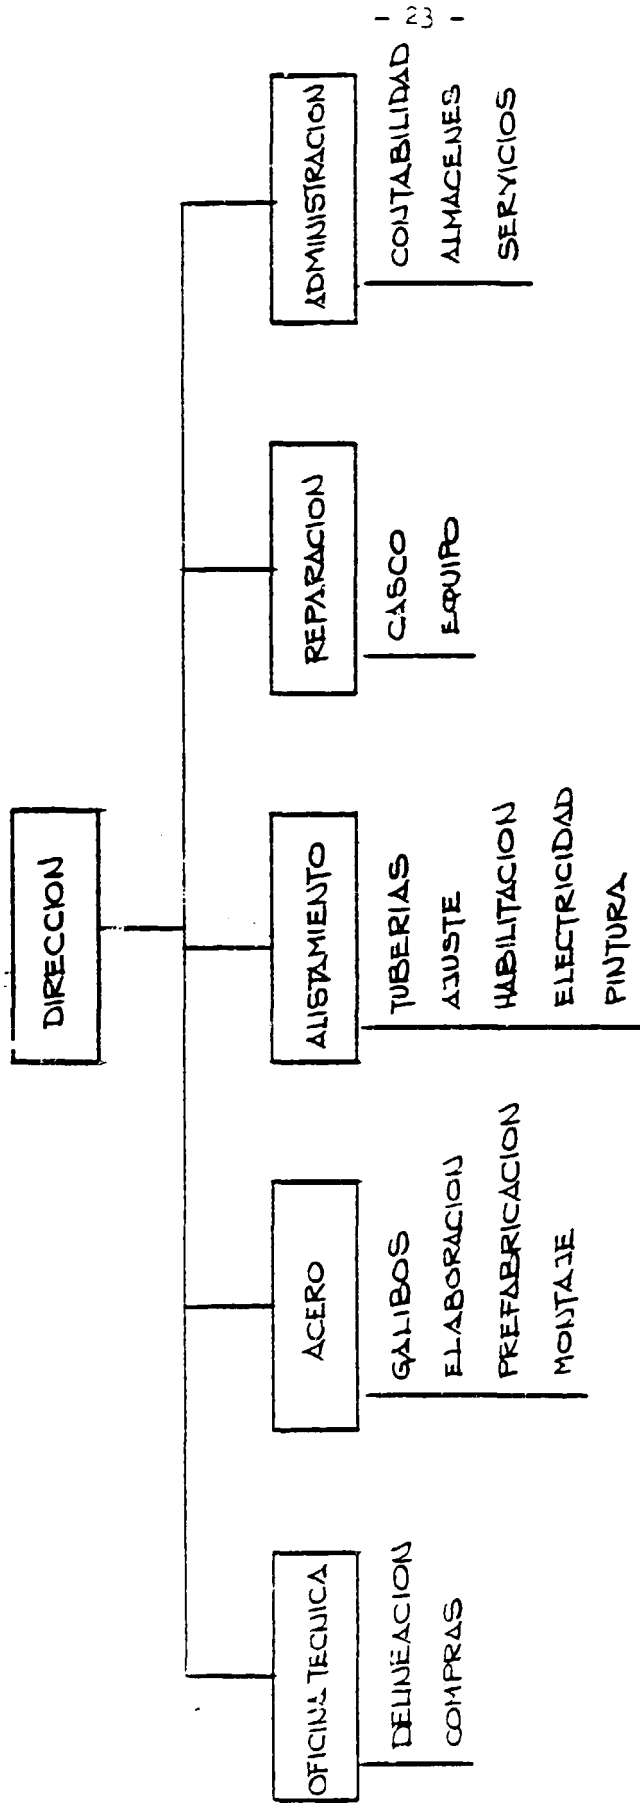 - 23 -
DIRECCION
OFICINA TECNICA
DELINEACION
COMPRAS
ACERO
GALIBOS
ELABORACION
PREFABRICACION
MONTAJE
ALISTAMIENTO
TUBERIAS
AJUSTE
HABILITACION
ELECTRICIDAD
PINTURA
REPARACION
CASCO
EQUIPO
ADMINISTRACION
CONTABILIDAD
ALMACENES
SERVICIOS